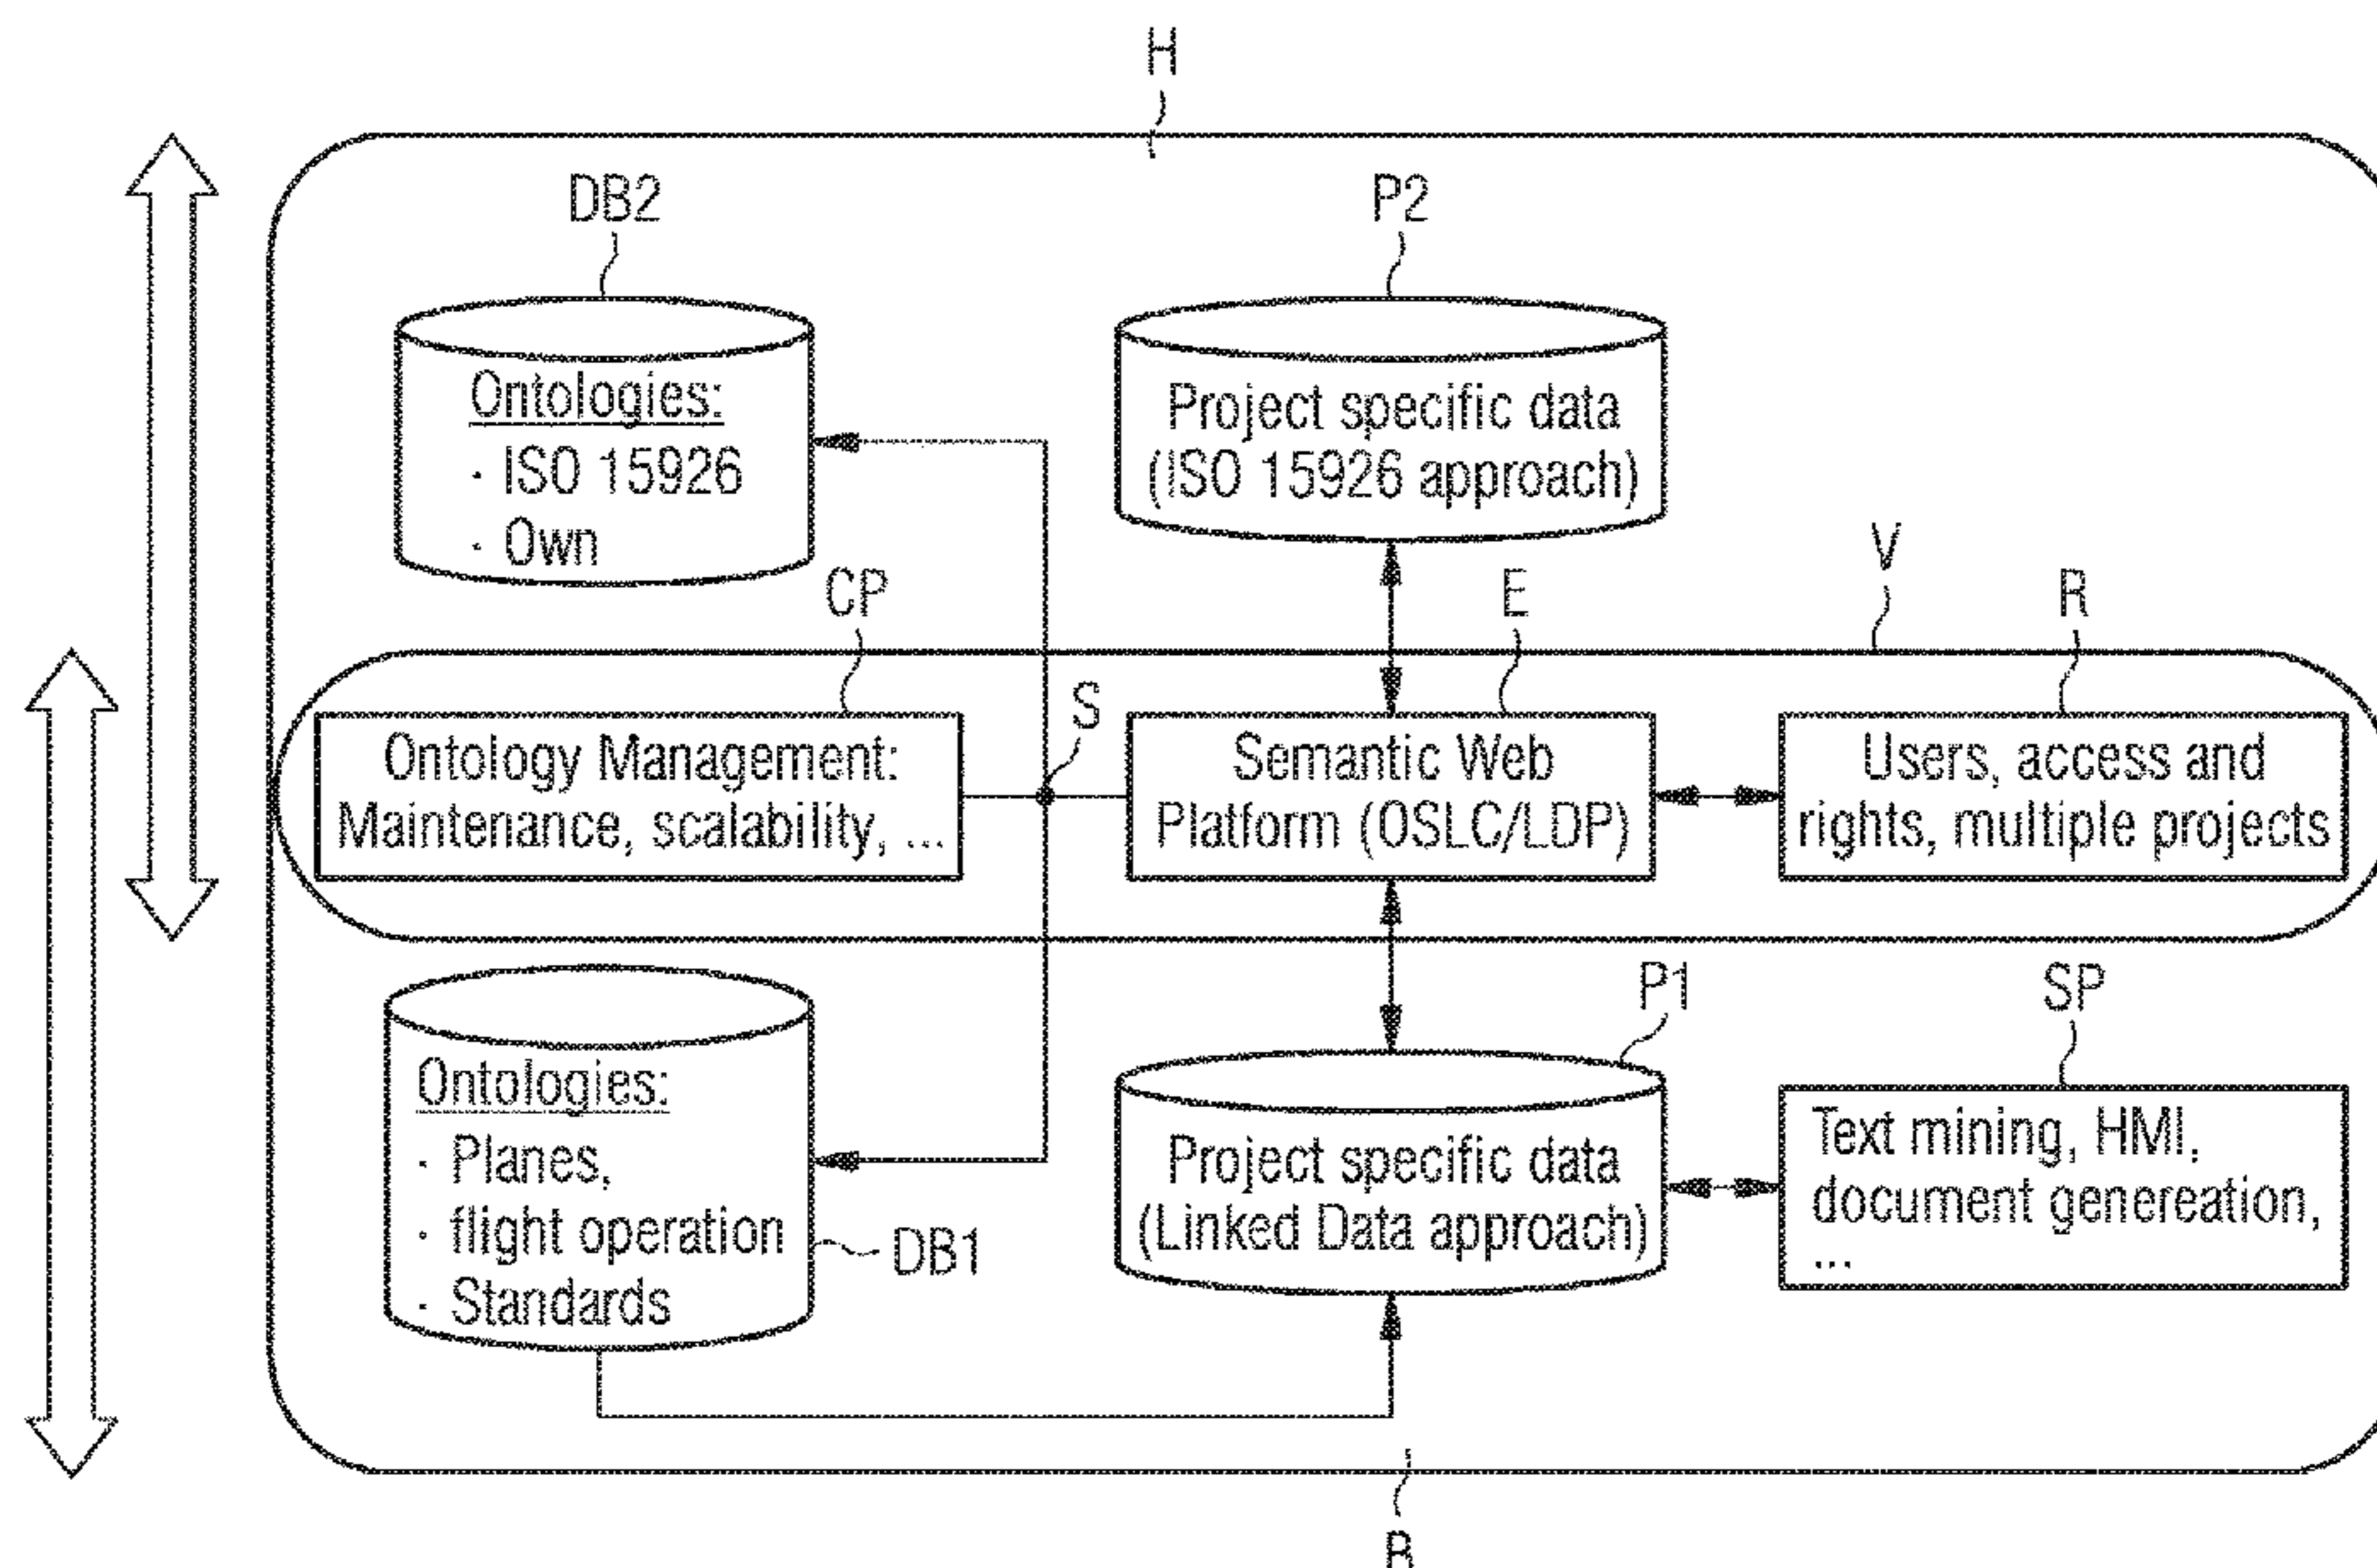 H
DB2
P2
Ontologies:
· ISO 15926
· Own
Project specific data
(ISO 15926 approach)
CP
E
V
R
S
Ontology Management:
Maintenance, scalability, ...
Semantic Web
Platform (OSLC/LDP)
Users, access and
rights, multiple projects
P1
SP
Ontologies:
· Planes,
· flight operation
· Standards
DB1
Project specific data
(Linked Data approach)
Text mining, HMI,
document genereation,
...